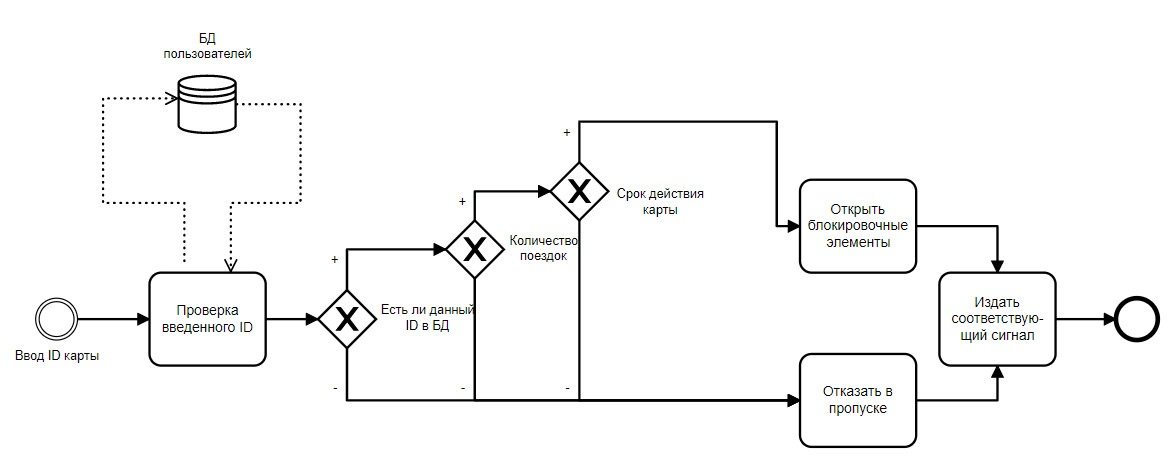 БД
пользователей
+
Срок действия
карты
Открыть
блокировочные
элементы
+
Количество
поездок
+
Есть ли данный
ID в БД
Проверка
введенного ID
Ввод ID карты
Издать
соответствую-
щий сигнал
-
-
-
Отказать в
пропуске